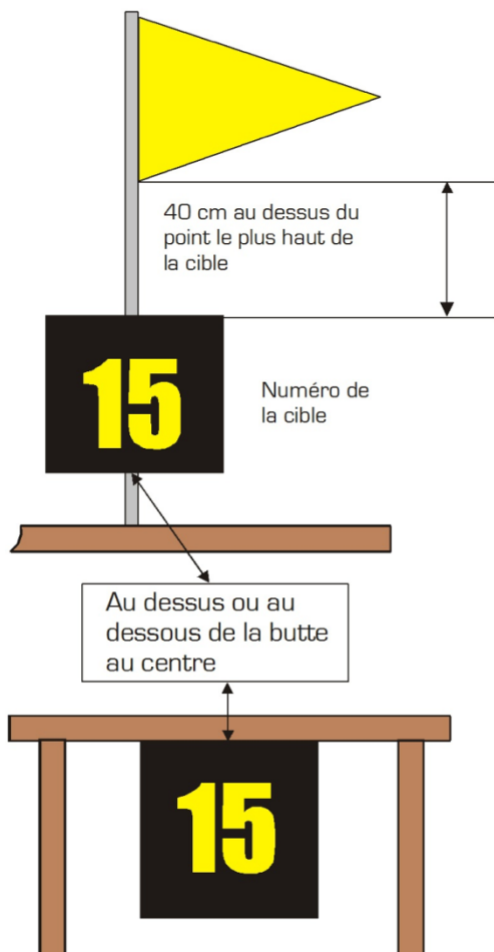 40 cm au dessus du
point le plus haut de
la cible
15
Numéro de
la cible
Au dessus ou au
dessous de la butte
au centre
15